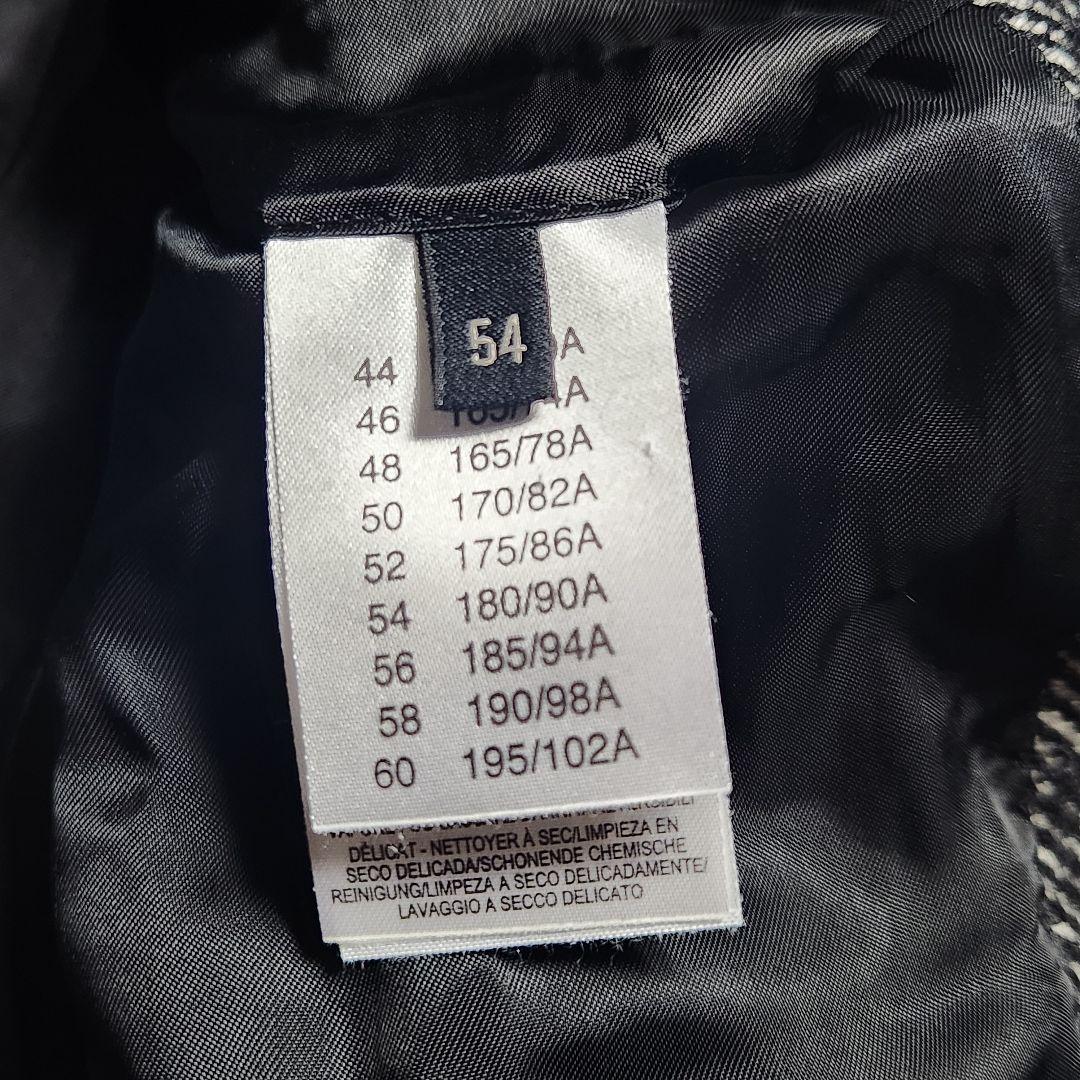 54
44
46
48 165/78A
50 170/82A
52 175/86A
54 180/90A
56 185/94A
58 190/98A
60 195/102A
DÉLICAT - NETTOYER À SEC/LIMPIEZA EN
SECO DELICADA/SCHONENDE CHEMISCHE
REINIGUNG/LIMPEZA A SECO DELICADAMENTE/
LAVAGGIO A SECCO DELICATO